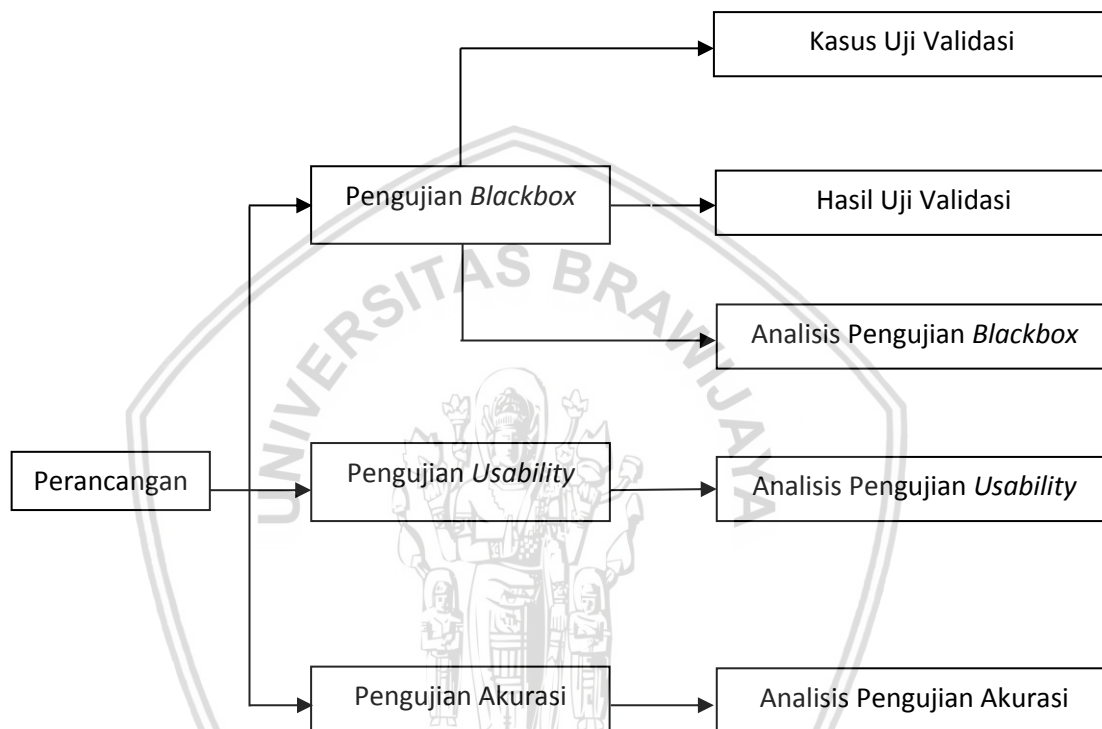 Kasus Uji Validasi
Pengujian Blackbox
Hasil Uji Validasi
Analisis Pengujian Blackbox
Perancangan
Pengujian Usability
Analisis Pengujian Usability
Pengujian Akurasi
Analisis Pengujian Akurasi
UNIVERSITAS BRAWIJAYA